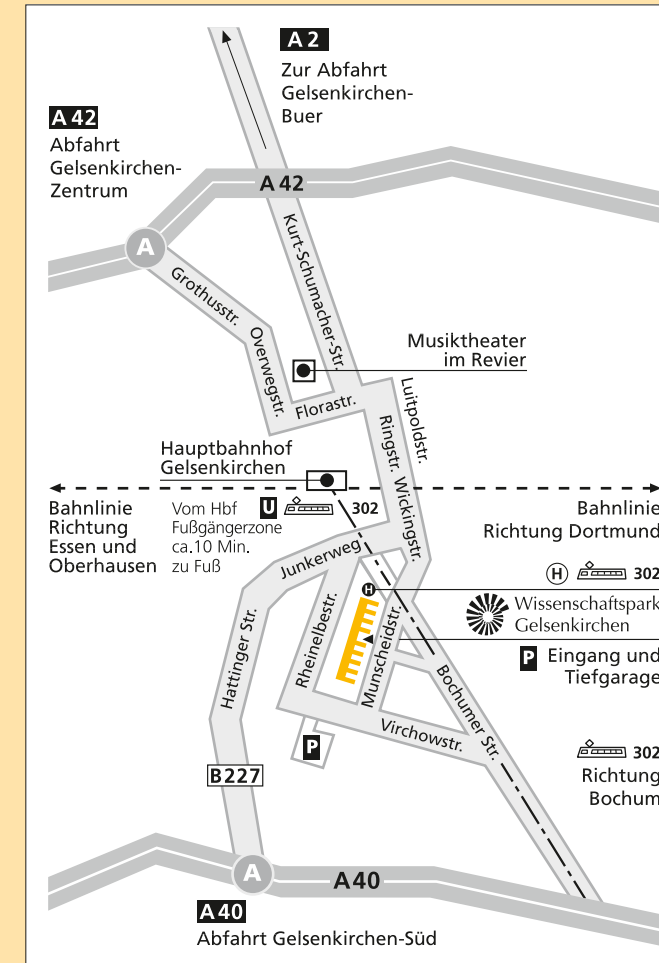 A 2
Zur Abfahrt
Gelsenkirchen-
Buer
A 42
Abfahrt
Gelsenkirchen-
Zentrum
A 42
A
Grothusstr.
Kurt-Schumacher-Str.
Overwegstr.
Musiktheater
im Revier
Florastr.
Luitpoldstr.
Ringstr.
Hauptbahnhof
Gelsenkirchen
Wickingstr.
Bahnlinie
Richtung
Essen und
Oberhausen
Vom Hbf
Fußgängerzone
ca.10 Min.
zu Fuß
U
302
Bahnlinie
Richtung Dortmund
Junkerweg
H 302
H
Wissenschaftspark
Gelsenkirchen
Hattinger Str.
Rheinelbestr.
Munscheidstr.
P Eingang und
Tiefgarage
Bochumer Str.
Virchowstr.
P
302
Richtung
Bochum
B227
A
A40
A40
Abfahrt Gelsenkirchen-Süd